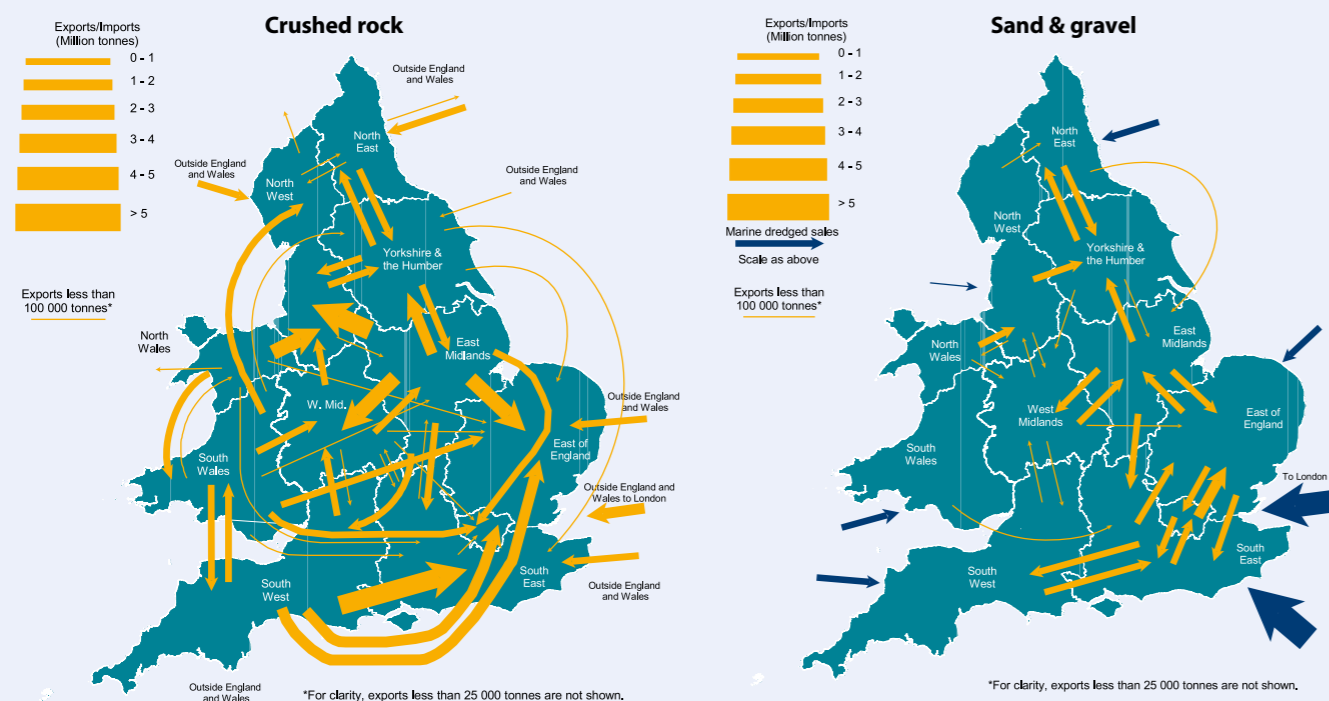 Crushed rock
Exports/Imports
(Million tonnes)
0 - 1
1 - 2
2 - 3
3 - 4
4 - 5
> 5
Exports less than
100 000 tonnes*
Outside England
and Wales
Outside England
and Wales
Outside England
and Wales
North
East
North
West
Yorkshire &
the Humber
North
Wales
East
Midlands
W. Mid.
Outside England
and Wales
East of
England
South
Wales
Outside England and
Wales to London
South
East
South
West
Outside England
and Wales
Outside England
and Wales
*For clarity, exports less than 25 000 tonnes are not shown.
Sand & gravel
Exports/Imports
(Million tonnes)
0 - 1
1 - 2
2 - 3
3 - 4
4 - 5
> 5
Marine dredged sales
Scale as above
Exports less than
100 000 tonnes*
North
East
North
West
Yorkshire &
the Humber
North
Wales
East
Midlands
West
Midlands
East of
England
South
Wales
To London
South
East
South
West
*For clarity, exports less than 25 000 tonnes are not shown.